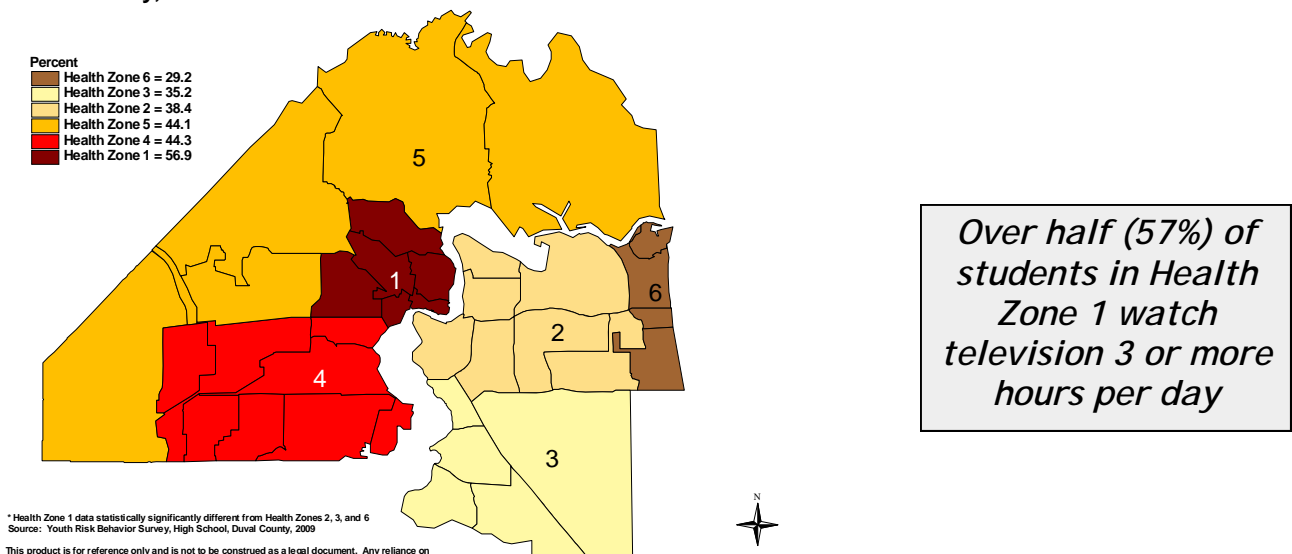 Percent
Health Zone 6 = 29.2
Health Zone 3 = 35.2
Health Zone 2 = 38.4
Health Zone 5 = 44.1
Health Zone 4 = 44.3
Health Zone 1 = 56.9
5
1
6
2
4
3
Over half (57%) of
students in Health
Zone 1 watch
television 3 or more
hours per day
N
* Health Zone 1 data statistically significantly different from Health Zones 2, 3, and 6
Source: Youth Risk Behavior Survey, High School, Duval County, 2009
This product is for reference only and is not to be construed as a legal document. Any reliance on